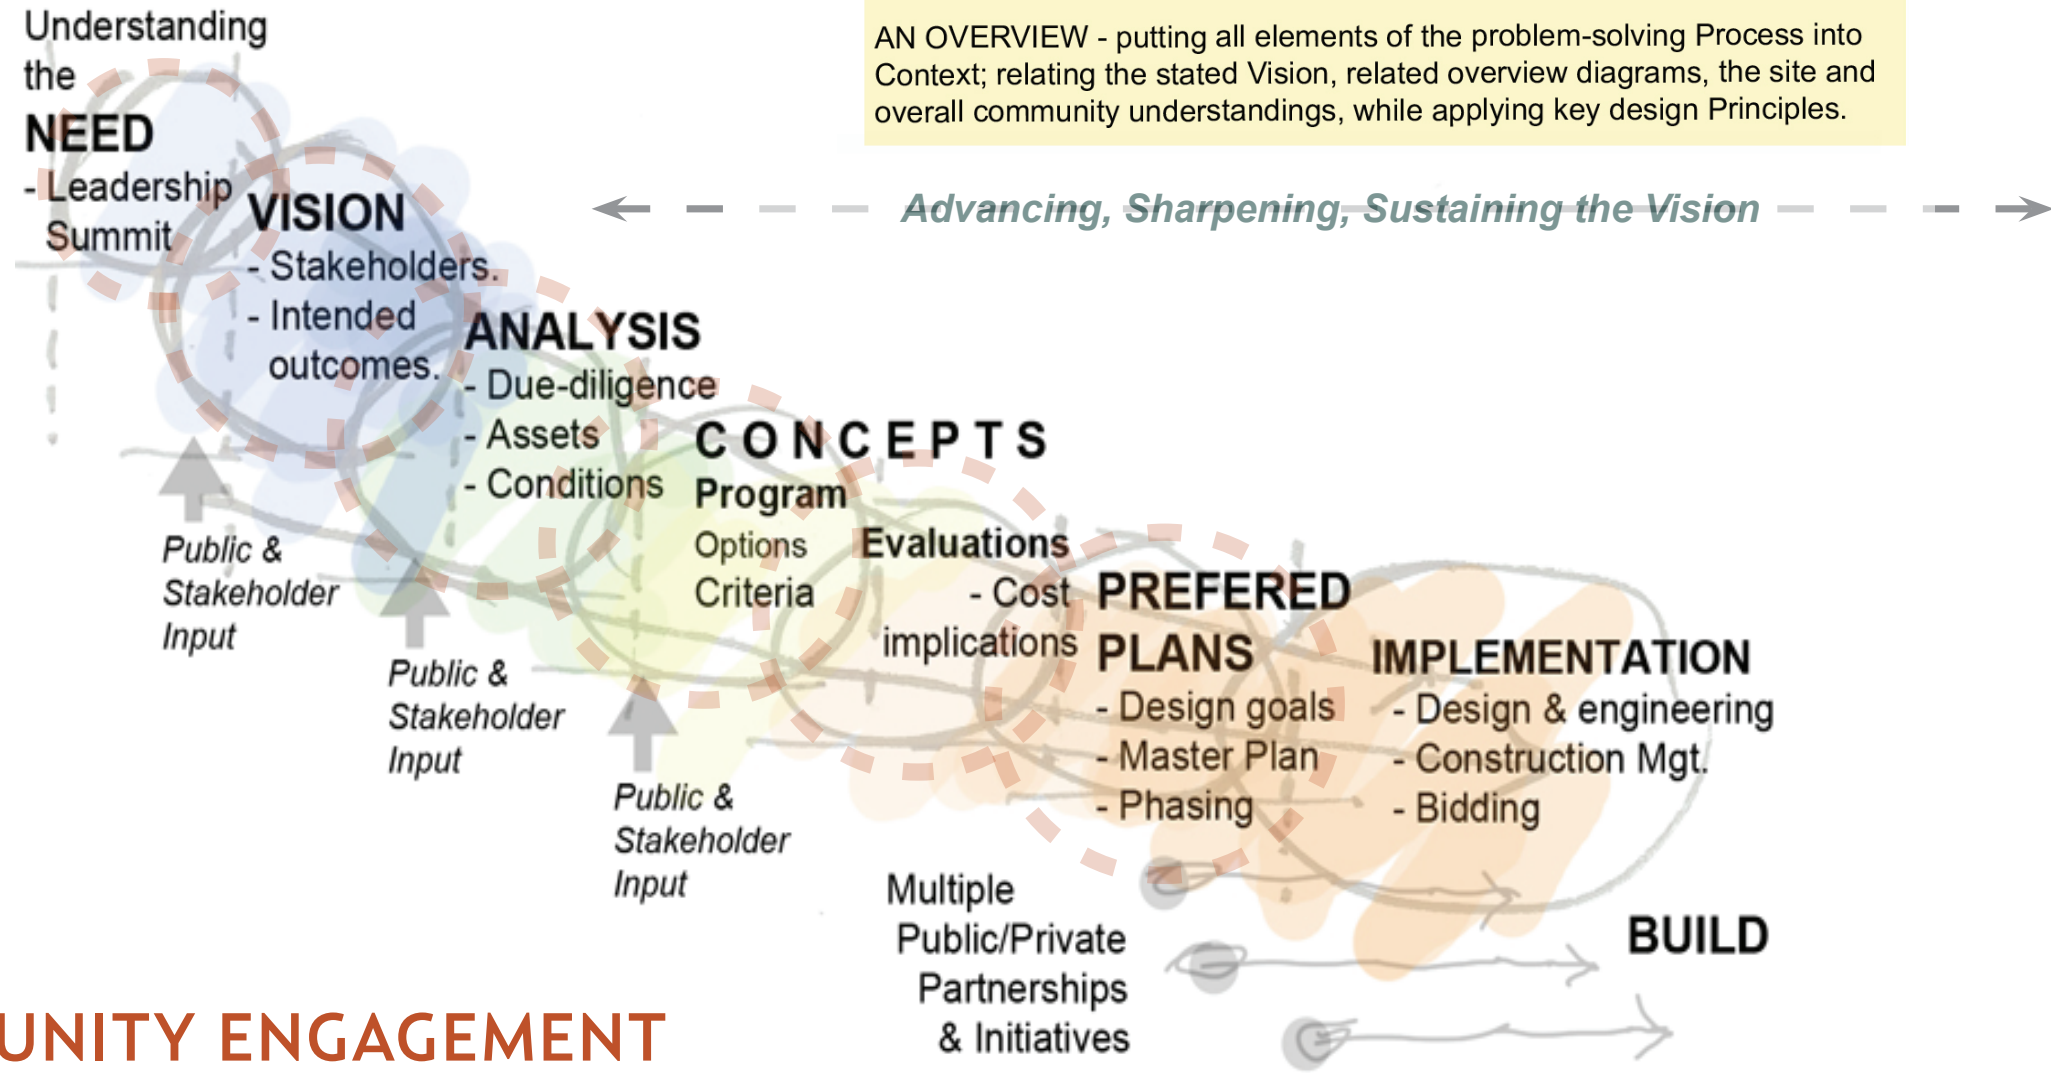 Understanding
the
NEED
- Leadership
Summit
AN OVERVIEW - putting all elements of the problem-solving Process into
Context; relating the stated Vision, related overview diagrams, the site and
overall community understandings, while applying key design Principles.
Advancing, Sharpening, Sustaining the Vision
VISION
- Stakeholders.
- Intended
outcomes.
ANALYSIS
- Due-diligence
- Assets
- Conditions
CONCEPTS
Program
Options
Criteria
Evaluations
- Cost
implications
PREFERED
PLANS
- Design goals
- Master Plan
- Phasing
IMPLEMENTATION
- Design & engineering
- Construction Mgt.
- Bidding
Public &
Stakeholder
Input
Public &
Stakeholder
Input
Public &
Stakeholder
Input
Multiple
Public/Private
Partnerships
& Initiatives
BUILD
UNITY ENGAGEMENT